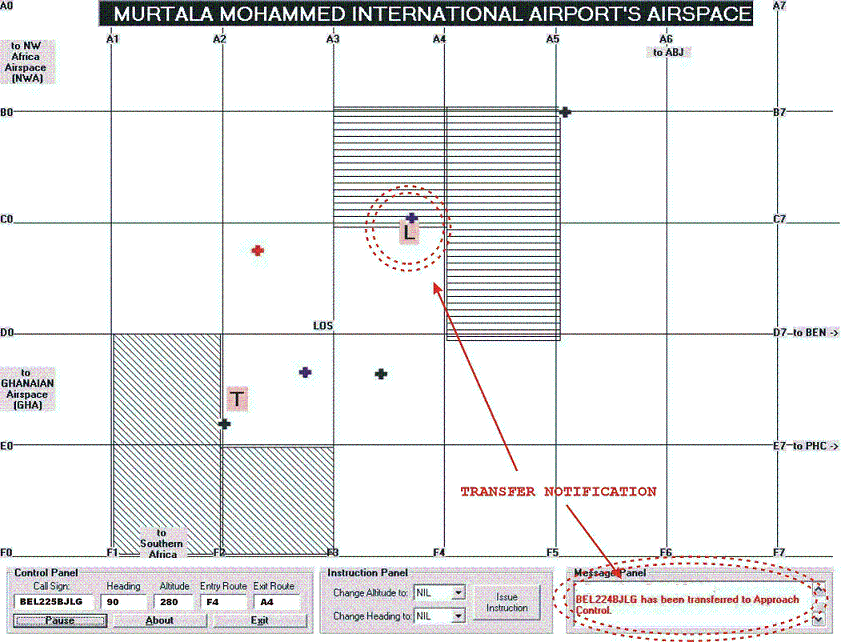 A0
MURTALA MOHAMMED INTERNATIONAL AIRPORT'S AIRSPACE
A7
to NW
Africa
Airspace
(NWA)
A1
A2
A3
A4
A5
A6
to ABJ
B0
B7
C0
C7
L
LOS
D0
D7
to BEN ->
to
GHANAIAN
Airspace
(GHA)
T
E0
E7
to PHC ->
TRANSFER NOTIFICATION
to
Southern
Africa
F0
F1
F2
F3
F4
F5
F6
F7
Control Panel
Call Sign:
Heading
Altitude
Entry Route
Exit Route
BEL225BJLG
90
280
F4
A4
Pause
About
Exit
Instruction Panel
Change Altitude to:
NIL
Change Heading to:
NIL
Issue
Instruction
Message Panel
BEL224BJLG has been transferred to Approach
Control.